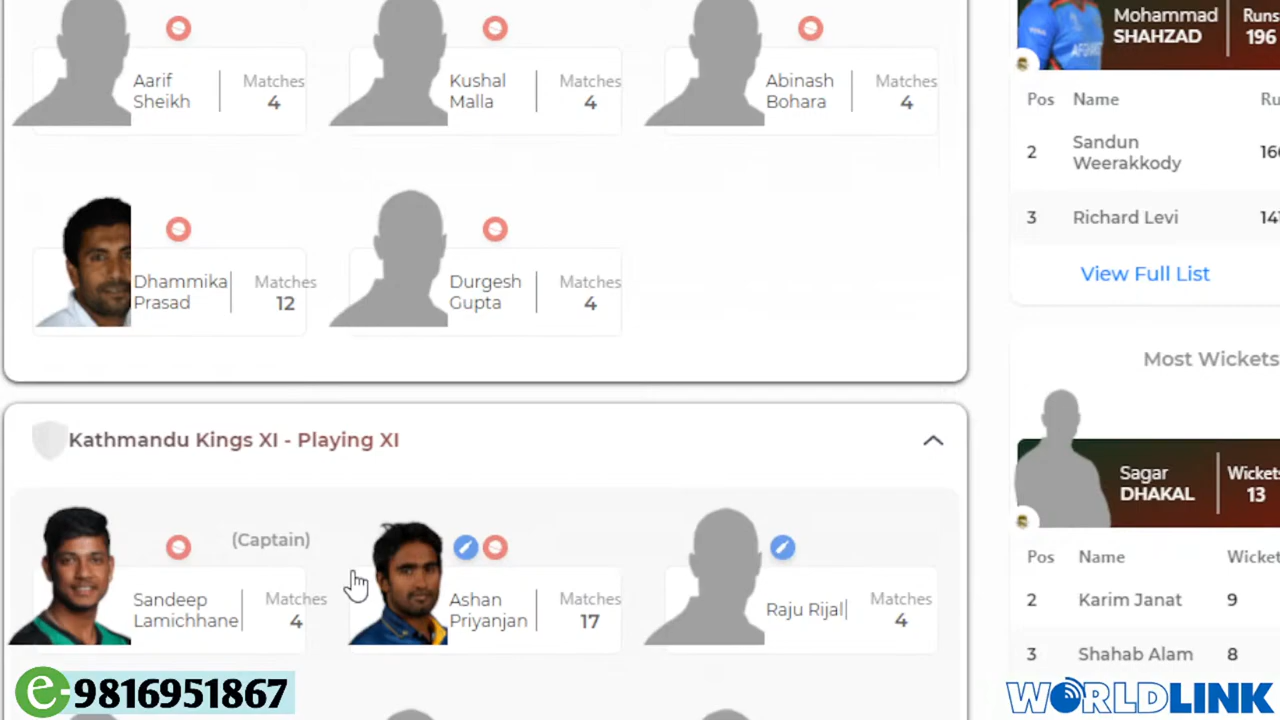 Aarif
Sheikh
Matches
4
Kushal
Malla
Matches
4
Abinash
Bohara
Matches
4
Dhammika
Prasad
Matches
12
Durgesh
Gupta
Matches
4
Kathmandu Kings XI - Playing XI
(Captain)
Sandeep
Lamichhane
Matches
4
Ashan
Priyanjan
Matches
17
Raju Rijal
Matches
4
Mohammad
SHAHZAD
Runs
196
Pos Name
2 Sandun
Weerakkody
3 Richard Levi
View Full List
Most Wickets
Sagar
DHAKAL
Wickets
13
Pos Name
2 Karim Janat 9
3 Shahab Alam 8
e-9816951867
WORLDLINK